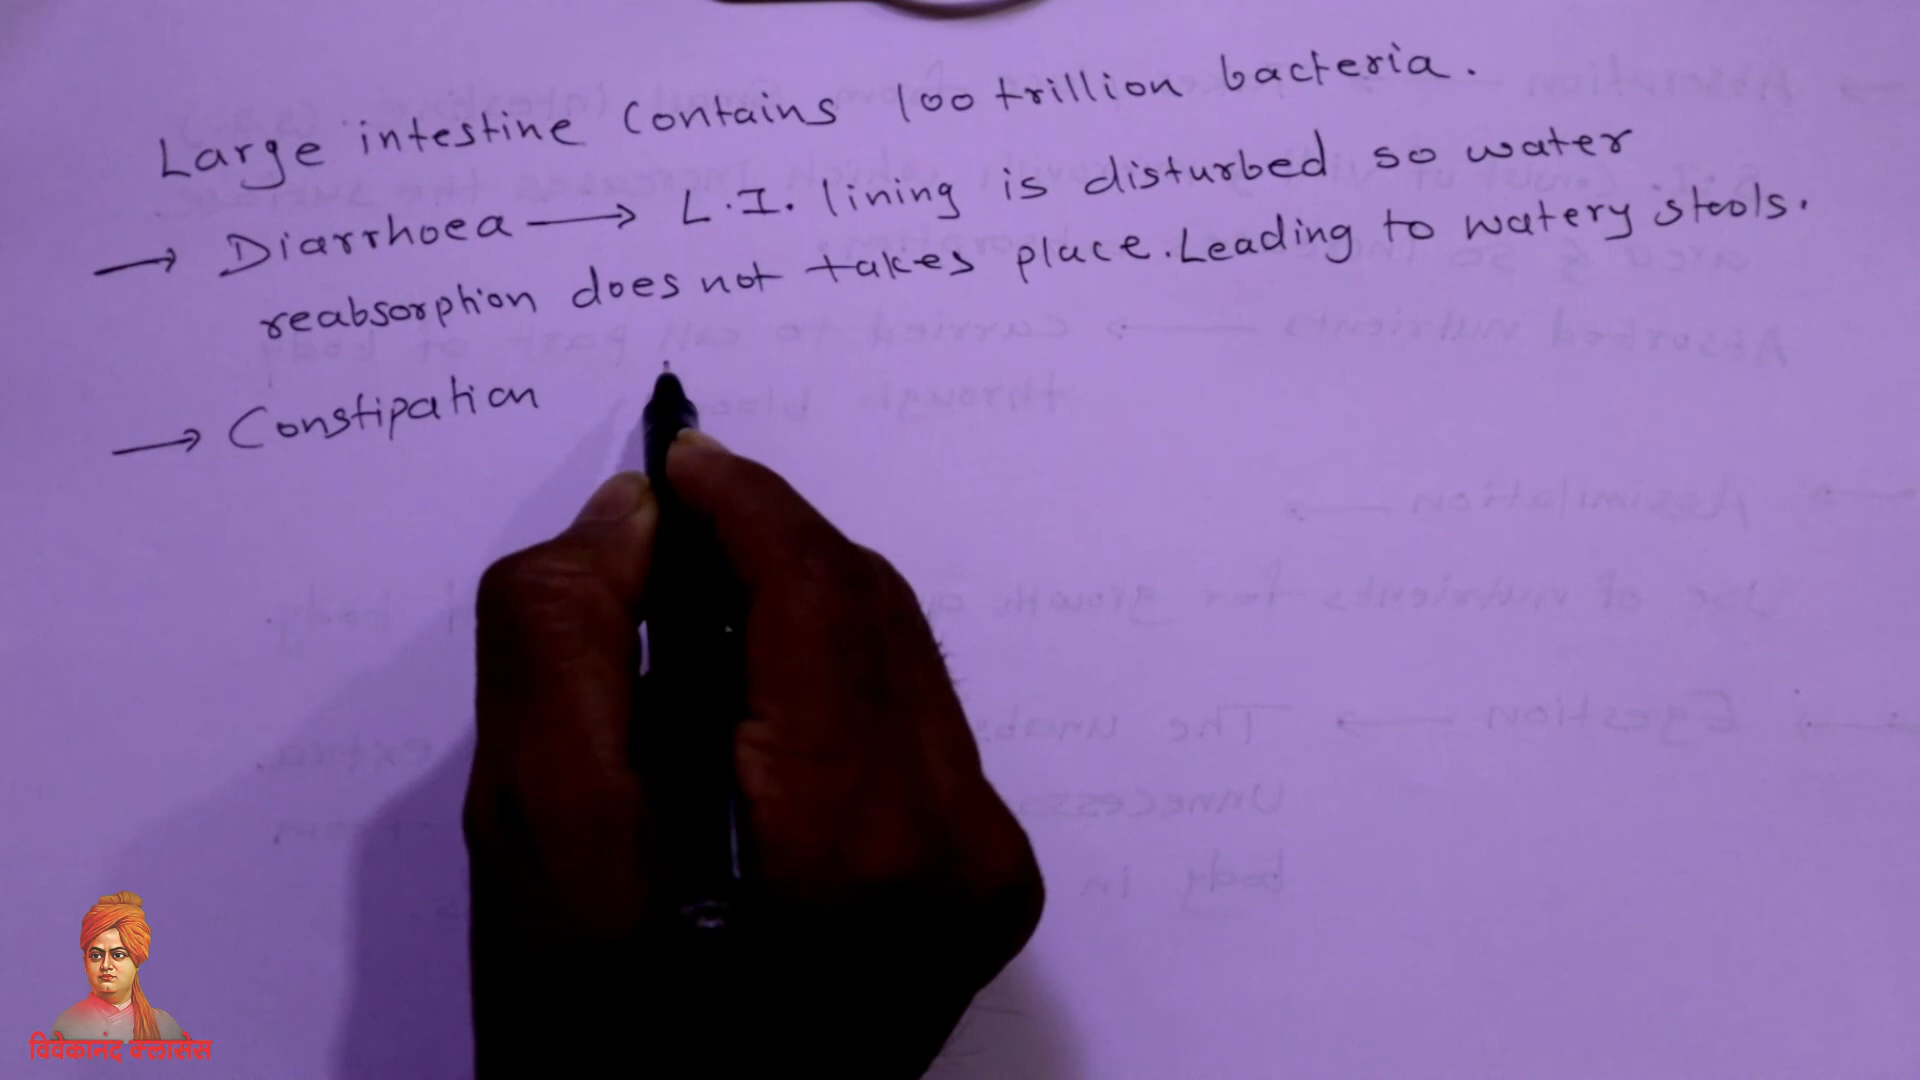 Large intestine contains 100 trillion bacteria.
→ Diarrhoea → L.I. lining is disturbed so water
reabsorption does not takes place. Leading to watery stools.
→ Constipation
विवेकानंद क्लासेस